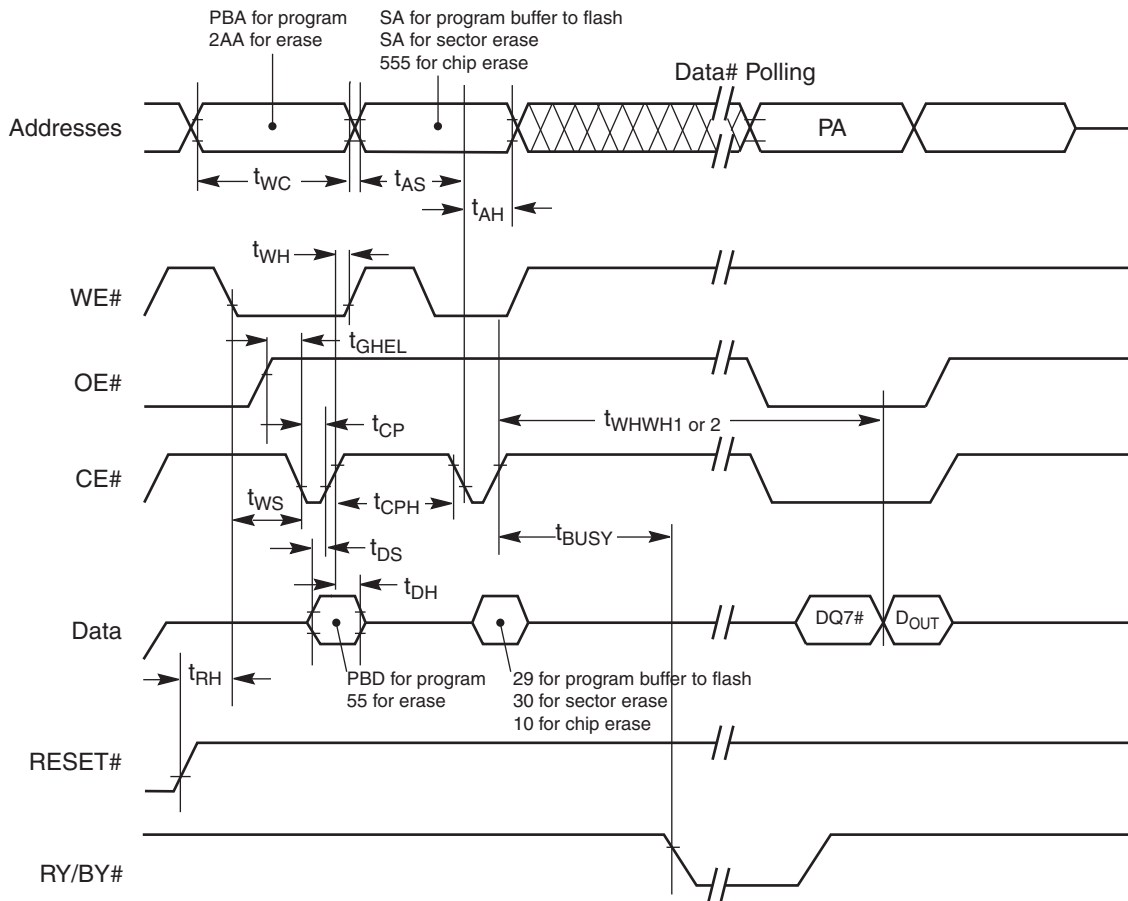 PBA for program
2AA for erase
SA for program buffer to flash
SA for sector erase
555 for chip erase
Data# Polling
Addresses
PA
tWC
tAS
tAH
tWH
WE#
tGHEL
OE#
tWHWH1 or 2
tCP
CE#
tWS
tCPH
tBUSY
tDS
tDH
Data
DQ7#
DOUT
tRH
PBD for program
55 for erase
29 for program buffer to flash
30 for sector erase
10 for chip erase
RESET#
RY/BY#